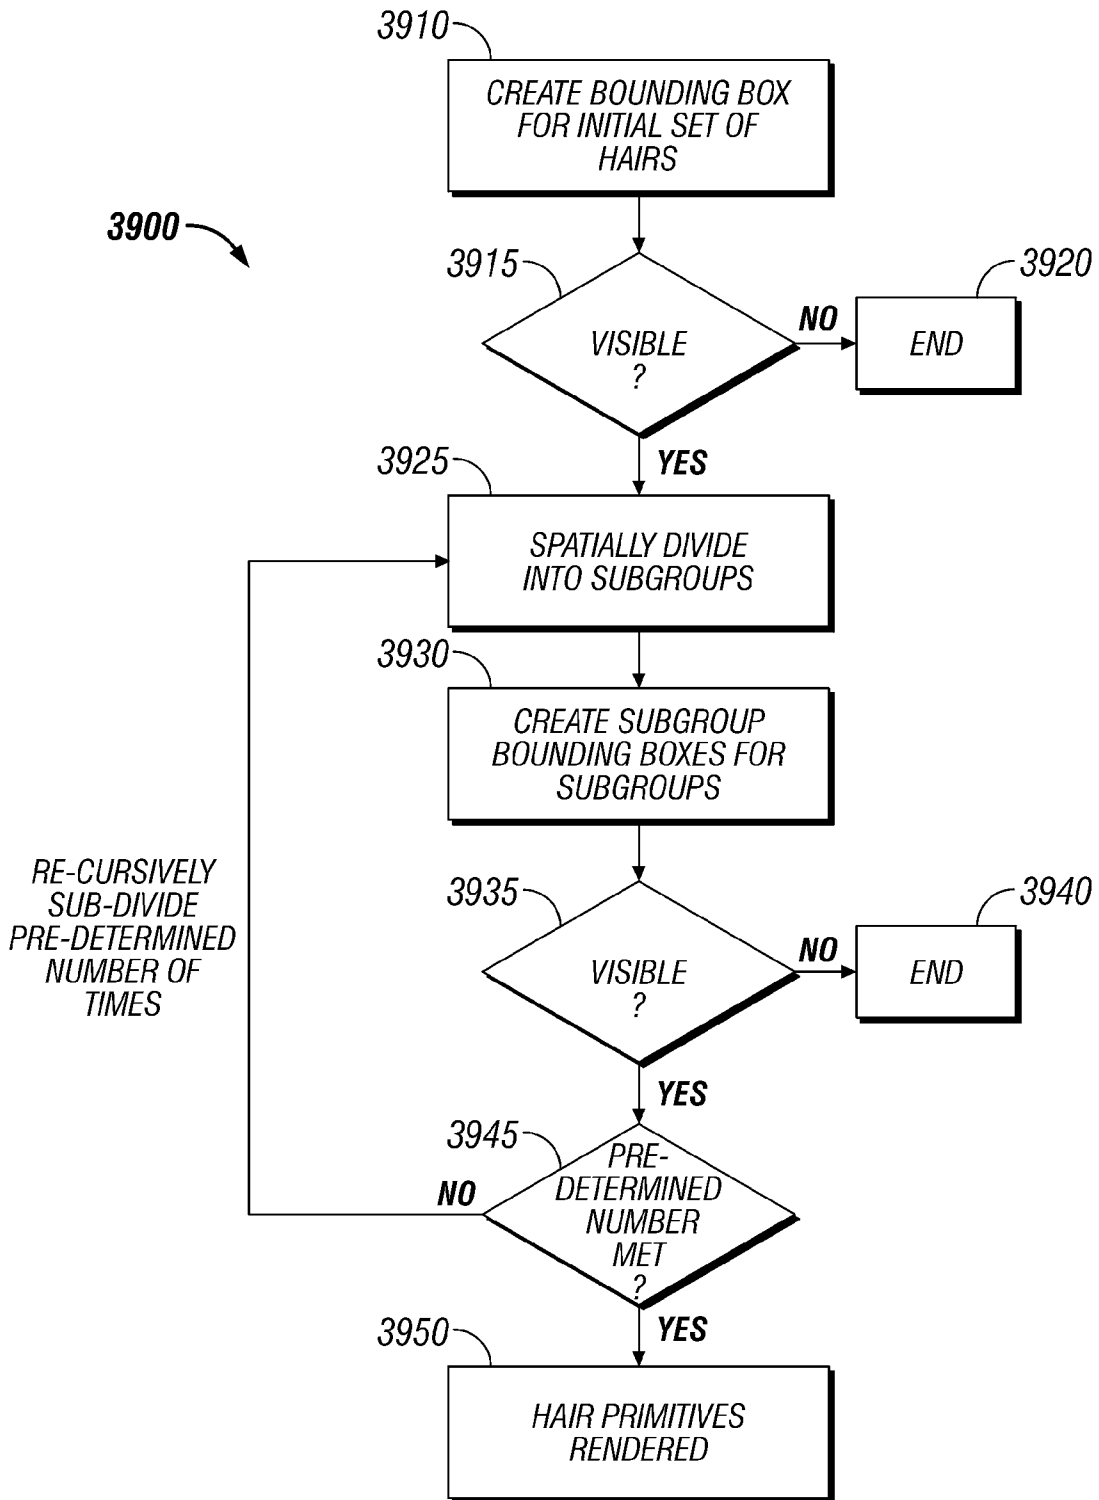 3910
CREATE BOUNDING BOX
FOR INITIAL SET OF
HAIRS
3900
3915
VISIBLE
?
NO
3920
END
YES
3925
SPATIALLY DIVIDE
INTO SUBGROUPS
3930
CREATE SUBGROUP
BOUNDING BOXES FOR
SUBGROUPS
RE-CURSIVELY
SUB-DIVIDE
PRE-DETERMINED
NUMBER OF
TIMES
3935
VISIBLE
?
NO
3940
END
YES
3945
PRE-
DETERMINED
NUMBER
MET
?
NO
YES
3950
HAIR PRIMITIVES
RENDERED